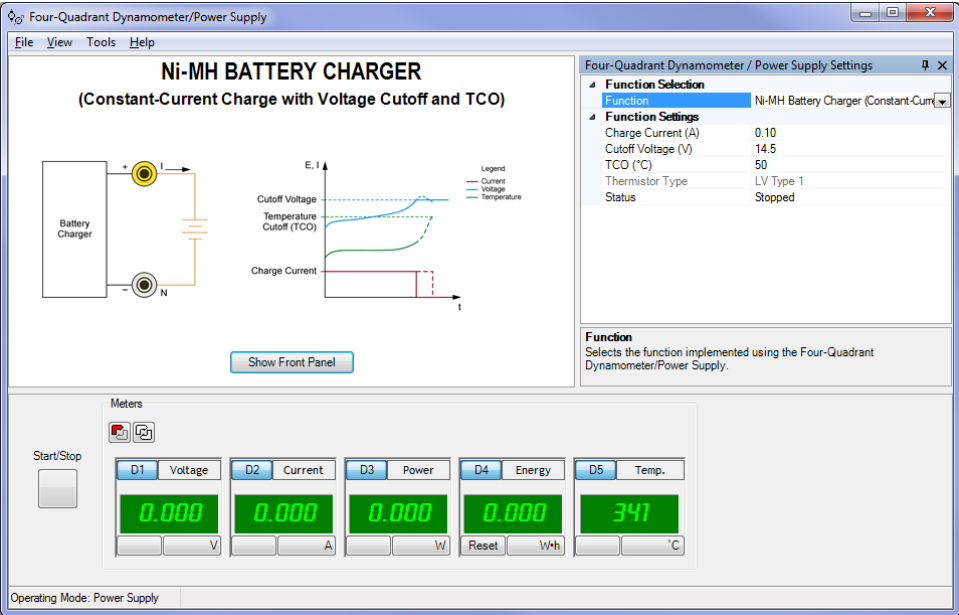 Four-Quadrant Dynamometer/Power Supply
File View Tools Help
Ni-MH BATTERY CHARGER
(Constant-Current Charge with Voltage Cutoff and TCO)
Battery
Charger
+
I
−
N
E, I
Cutoff Voltage
Temperature
Cutoff (TCO)
Charge Current
t
Legend
Current
Voltage
Temperature
Show Front Panel
Four-Quadrant Dynamometer / Power Supply Settings
Function Selection
Function Ni-MH Battery Charger (Constant-Curre
Function Settings
Charge Current (A) 0.10
Cutoff Voltage (V) 14.5
TCO (°C) 50
Thermistor Type LV Type 1
Status Stopped
Function
Selects the function implemented using the Four-Quadrant
Dynamometer/Power Supply.
Start/Stop
Meters
D1 Voltage D2 Current D3 Power D4 Energy D5 Temp.
0.000 0.000 0.000 0.000 341
V A W Reset W•h °C
Operating Mode: Power Supply